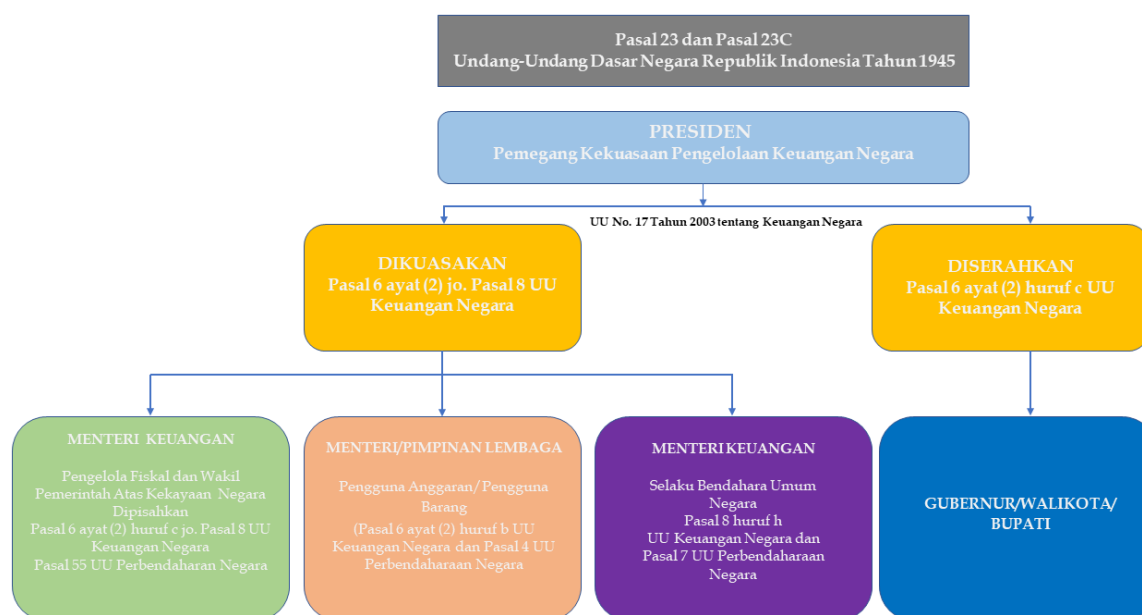 Pasal 23 dan Pasal 23C
Undang-Undang Dasar Negara Republik Indonesia Tahun 1945
PRESIDEN
Pemegang Kekuasaan Pengelolaan Keuangan Negara
UU No. 17 Tahun 2003 tentang Keuangan Negara
DIKUASAKAN
Pasal 6 ayat (2) jo. Pasal 8 UU
Keuangan Negara
DISERAHKAN
Pasal 6 ayat (2) huruf c UU
Keuangan Negara
MENTERI KEUANGAN
Pengelola Fiskal dan Wakil
Pemerintah Atas Kekayaan Negara
Dipisahkan
Pasal 6 ayat (2) huruf c jo. Pasal 8 UU
Keuangan Negara
Pasal 55 UU Perbendaharan Negara
MENTERI/PIMPINAN LEMBAGA
Pengguna Anggaran/Pengguna
Barang
(Pasal 6 ayat (2) huruf b UU
Keuangan Negara dan Pasal 4 UU
Perbendaharaan Negara
MENTERI KEUANGAN
Selaku Bendahara Umum
Negara
Pasal 8 huruf h
UU Keuangan Negara dan
Pasal 7 UU Perbendaharaan
Negara
GUBERNUR/WALIKOTA/
BUPATI